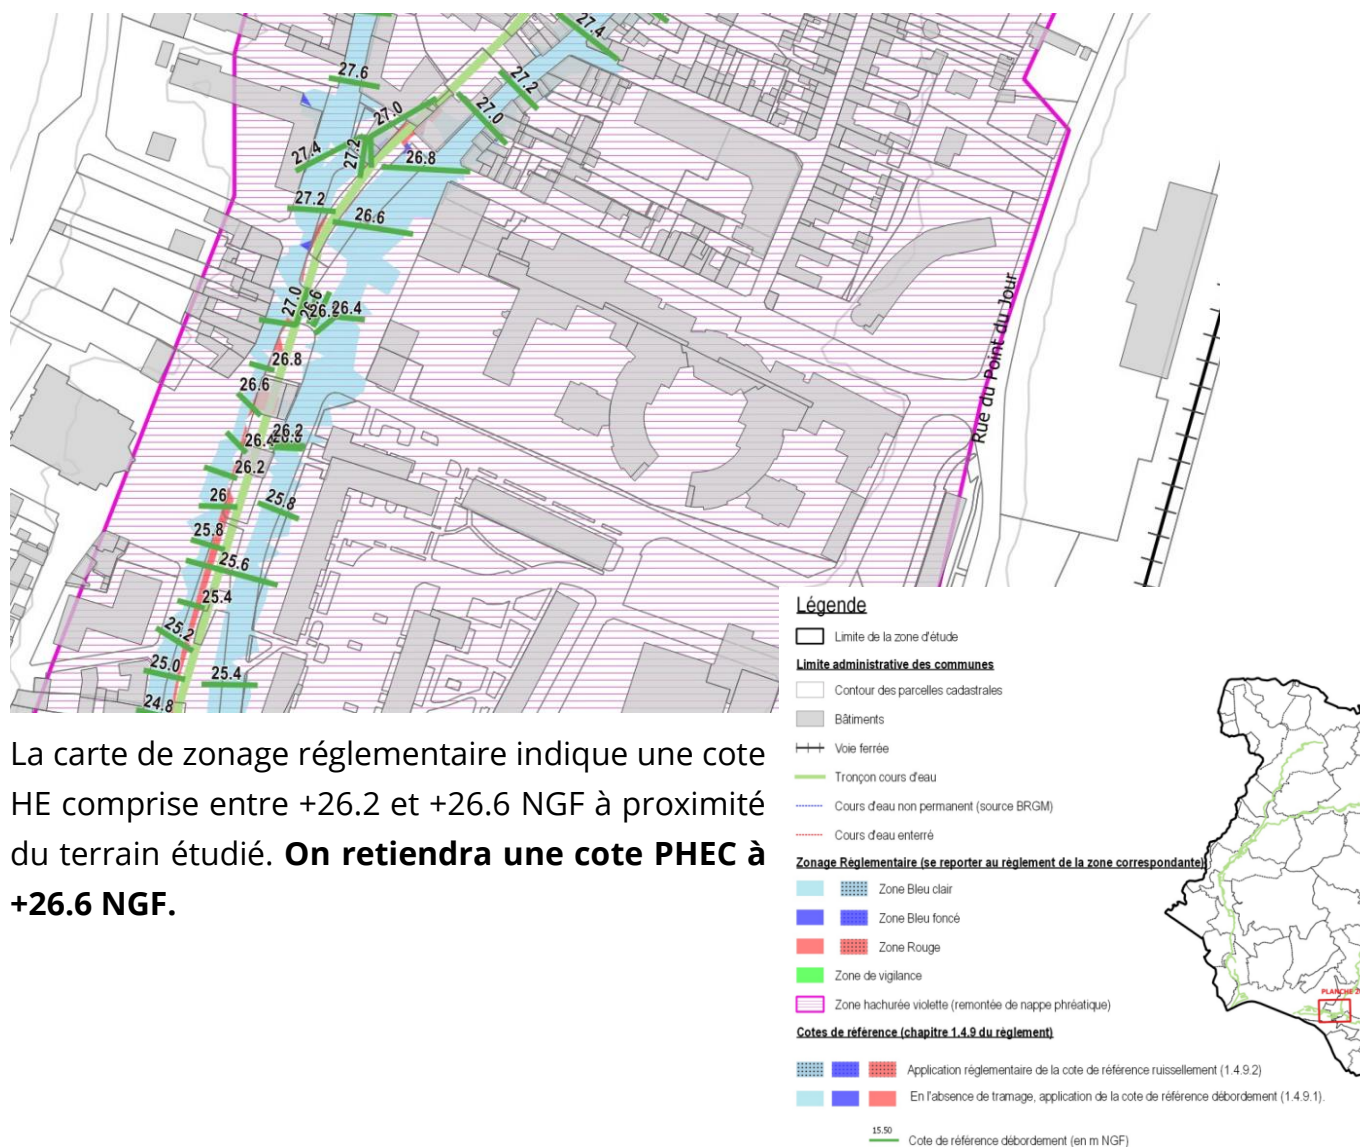 27.4
27.6
27.2
27.0
27.0
27.4
27.2
26.8
27.2
26.6
27.0
26.6
26.4
26.8
26.6
26.2
26.4
26.2
26
25.8
25.8
25.6
25.4
25.2
25.0
25.4
24.8
Rue du Point du Jour
La carte de zonage réglementaire indique une cote
HE comprise entre +26.2 et +26.6 NGF à proximité
du terrain étudié. On retiendra une cote PHEC à
+26.6 NGF.
Légende
Limite de la zone d'étude
Limite administrative des communes
Contour des parcelles cadastrales
Bâtiments
Voie ferrée
Tronçon cours d'eau
Cours d'eau non permanent (source BRGM)
Cours d'eau enterré
Zonage Réglementaire (se reporter au règlement de la zone correspondante)
Zone Bleu clair
Zone Bleu foncé
Zone Rouge
Zone de vigilance
Zone hachurée violette (remontée de nappe phréatique)
Cotes de référence (chapitre 1.4.9 du règlement)
Application réglementaire de la cote de référence ruissellement (1.4.9.2)
En l'absence de tramage, application de la cote de référence débordement (1.4.9.1).
15.50
Cote de référence débordement (en m NGF)
PLANCHE